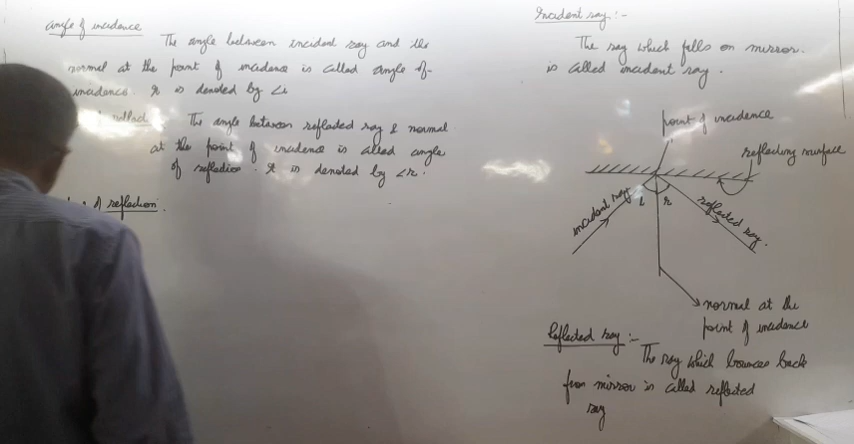 angle of incidence
The angle between incident ray and the
normal at the point of incidence is called angle of
incidence. It is denoted by ∠i
The angle between reflected ray & normal
at the point of incidence is called angle
of reflection. It is denoted by ∠r.
of reflection
Incident ray :-
The ray which falls on mirror.
is called incident ray.
point of incidence
reflecting surface
i r
incident ray
reflected ray.
normal at the
point of incidence
Reflected ray :-
The ray which bounces back
from mirror is called reflected
ray